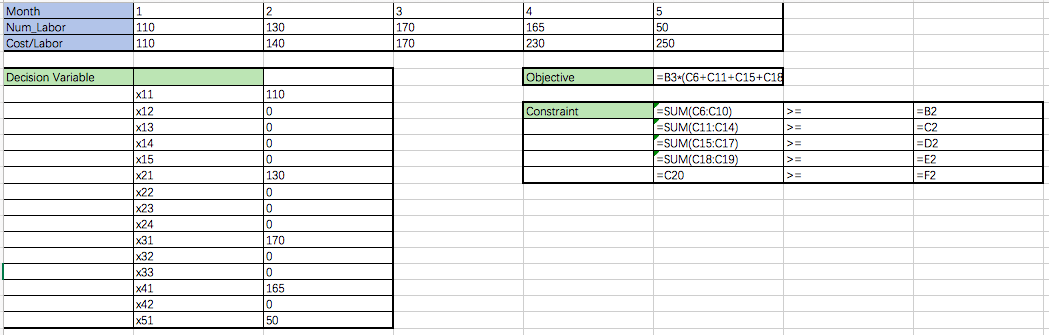 Month 1 2 3 4 5
Num_Labor 110 130 170 165 50
Cost/Labor 110 140 170 230 250
Decision Variable Objective =B3*(C6+C11+C15+C18
x11 110
x12 0 Constraint =SUM(C6:C10) >= =B2
x13 0 =SUM(C11:C14) >= =C2
x14 0 =SUM(C15:C17) >= =D2
x15 0 =SUM(C18:C19) >= =E2
x21 130 =C20 >= =F2
x22 0
x23 0
x24 0
x31 170
x32 0
x33 0
x41 165
x42 0
x51 50